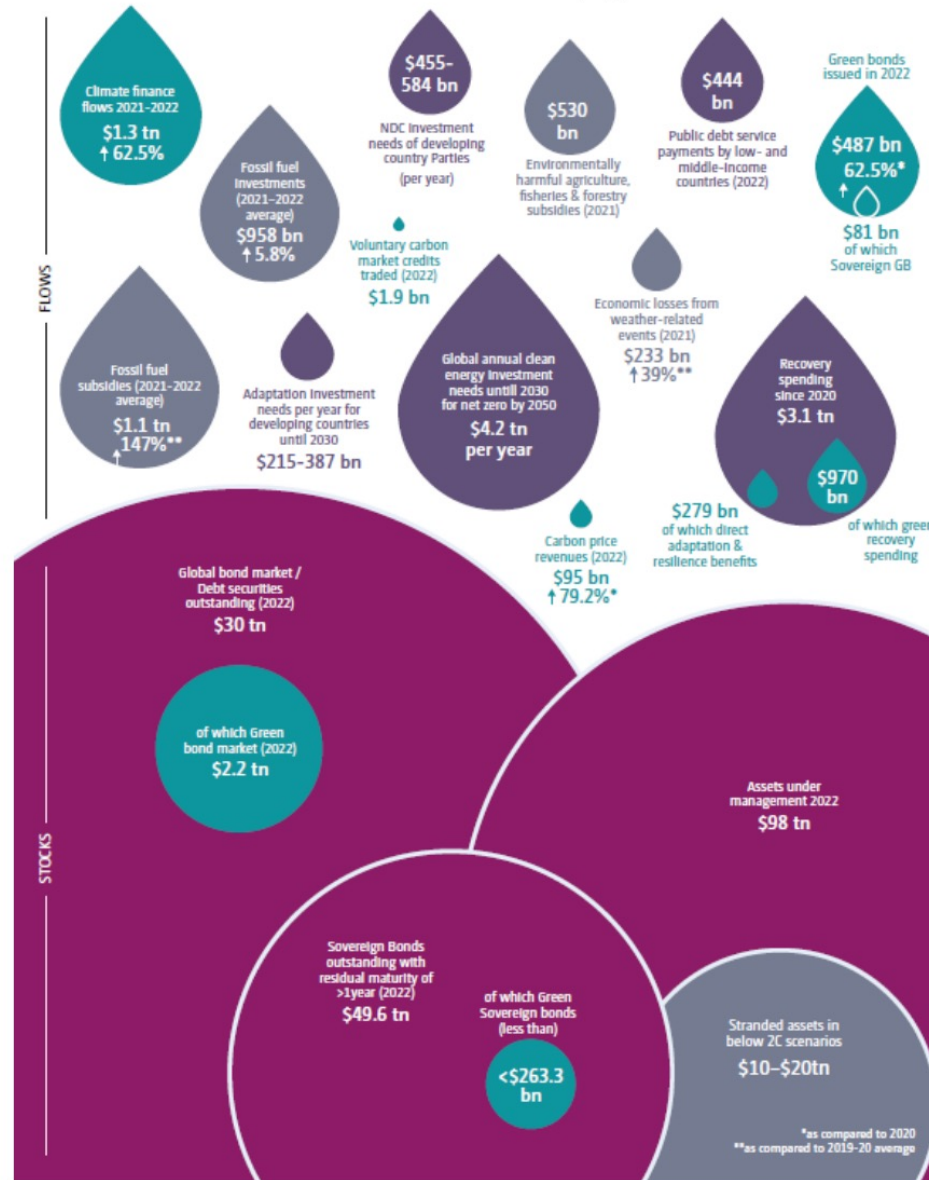 FLOWS
Climate finance
flows 2021-2022
$1.3 tn
↑ 62.5%
Fossil fuel
investments
(2021–2022
average)
$958 bn
↑ 5.8%
$455-
584 bn
NDC investment
needs of developing
country Parties
(per year)
$530
bn
Environmentally
harmful agriculture,
fisheries & forestry
subsidies (2021)
$444
bn
Public debt service
payments by low- and
middle-income
countries (2022)
Green bonds
issued in 2022
$487 bn
↑ 62.5%*
$81 bn
of which
Sovereign GB
Voluntary carbon
market credits
traded (2022)
$1.9 bn
Fossil fuel
subsidies (2021-2022
average)
$1.1 tn
↑ 147%**
Adaptation investment
needs per year for
developing countries
until 2030
$215-387 bn
Global annual clean
energy investment
needs untill 2030
for net zero by 2050
$4.2 tn
per year
Economic losses from
weather-related
events (2021)
$233 bn
↑ 39%**
Recovery
spending
since 2020
$3.1 tn
$279 bn
of which direct
adaptation &
resilience benefits
$970
bn
of which green
recovery
spending
Carbon price
revenues (2022)
$95 bn
↑ 79.2%*
STOCKS
Global bond market /
Debt securities
outstanding (2022)
$30 tn
of which Green
bond market (2022)
$2.2 tn
Assets under
management 2022
$98 tn
Sovereign Bonds
outstanding with
residual maturity of
>1year (2022)
$49.6 tn
of which Green
Sovereign bonds
(less than)
<$263.3
bn
Stranded assets in
below 2C scenarios
$10–$20tn
*as compared to 2020
**as compared to 2019-20 average